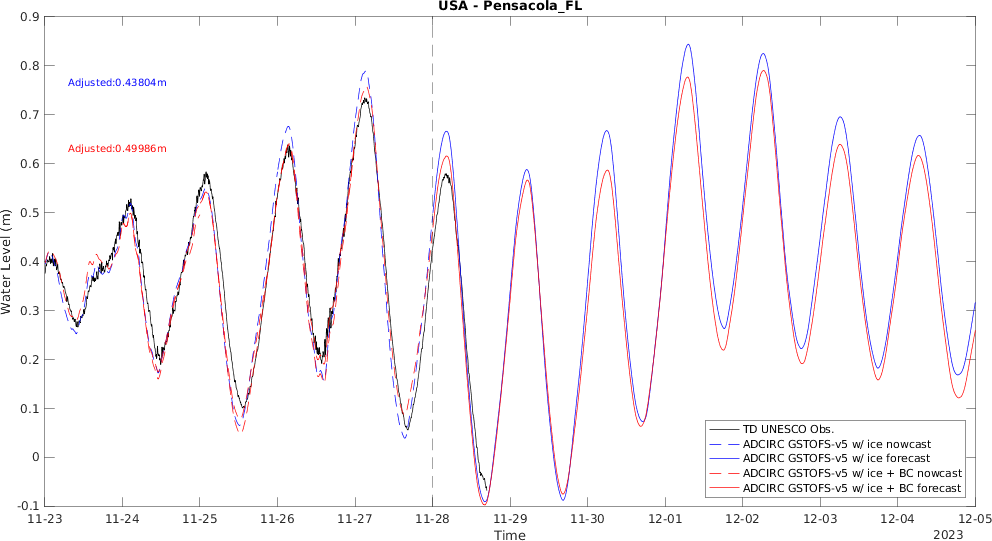 USA - Pensacola_FL
0.9
0.8
0.7
0.6
0.5
0.4
0.3
0.2
0.1
0
-0.1
Water Level (m)
Adjusted:0.43804m
Adjusted:0.49986m
TD UNESCO Obs.
ADCIRC GSTOFS-v5 w/ ice nowcast
ADCIRC GSTOFS-v5 w/ ice forecast
ADCIRC GSTOFS-v5 w/ ice + BC nowcast
ADCIRC GSTOFS-v5 w/ ice + BC forecast
11-23 11-24 11-25 11-26 11-27 11-28 11-29 11-30 12-01 12-02 12-03 12-04 12-05
Time
2023